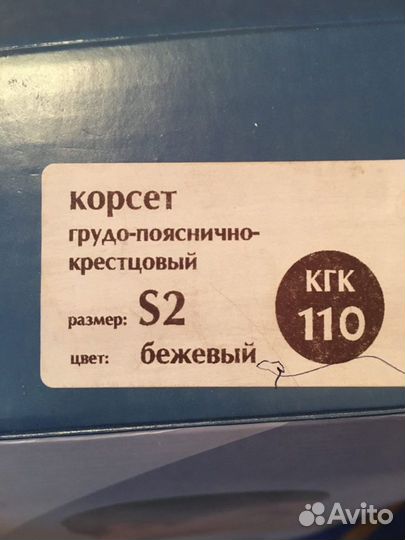 корсет
грудо-пояснично-
крестцовый
размер: S2
цвет: бежевый
КГК
110
Avito